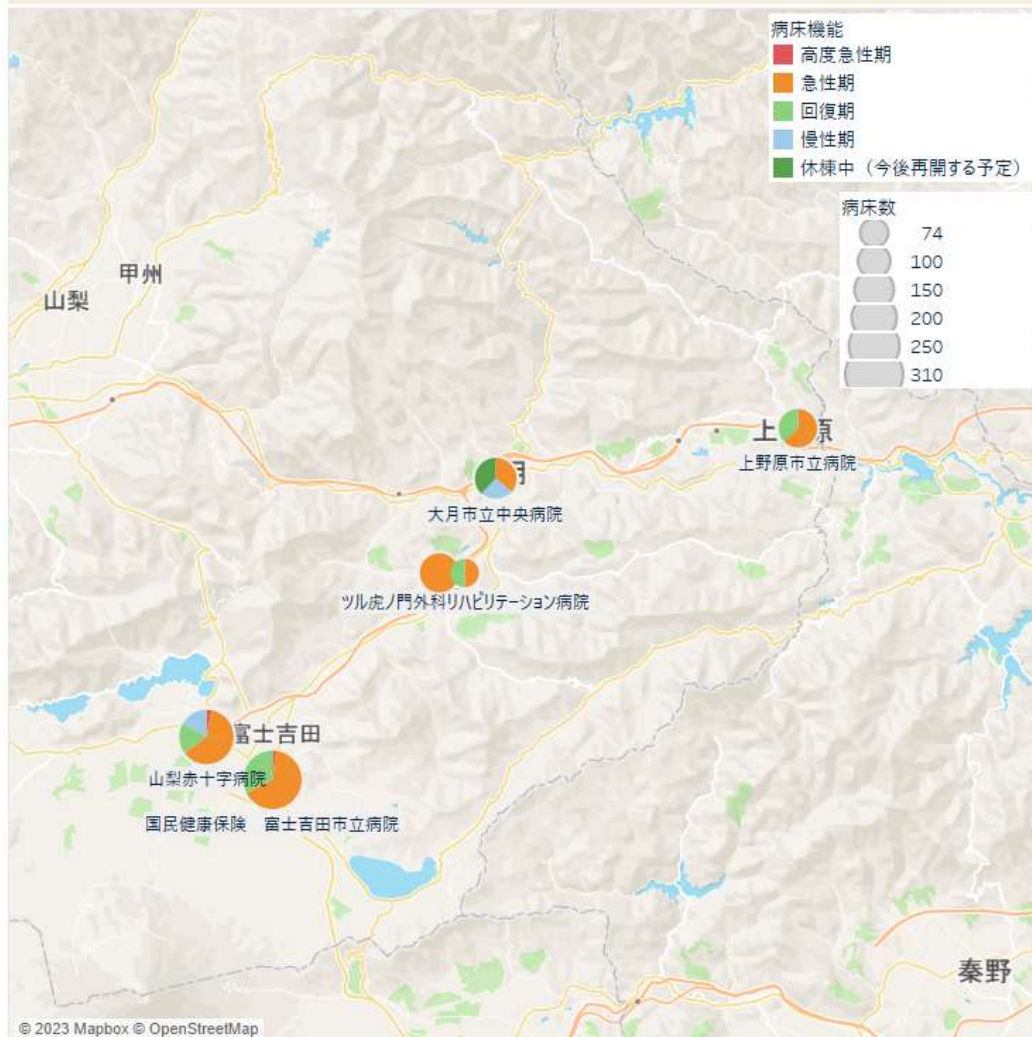 病床機能
高度急性期
急性期
回復期
慢性期
休棟中（今後再開する予定）
病床数
74
100
150
200
250
310
甲州
山梨
上 原
上野原市立病院
月
大月市立中央病院
ツル虎ノ門外科リハビリテーション病院
富士吉田
山梨赤十字病院
国民健康保険　富士吉田市立病院
秦野
© 2023 Mapbox © OpenStreetMap